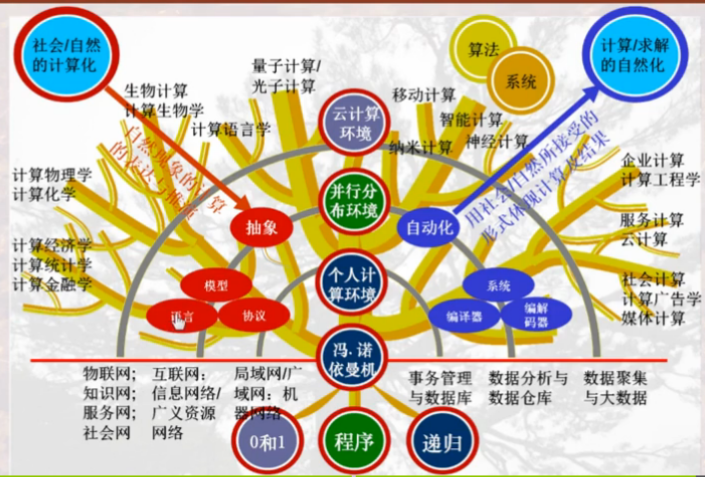 社会/自然
的计算化
计算/求解
的自然化
算法
系统
量子计算/
光子计算
生物计算
计算生物学
计算语言学
云计算
环境
移动计算
智能计算
神经计算
纳米计算
自然现象的计算
的表达与推演
用社会/自然所接受的
形式体现计算及结果
计算物理学
计算化学
企业计算
计算工程学
并行分
布环境
抽象
自动化
服务计算
云计算
计算经济学
计算统计学
计算金融学
个人计
算环境
模型
语言
协议
系统
编译器
编解
码器
社会计算
计算广告学
媒体计算
冯.诺
依曼机
物联网;
知识网;
服务网;
社会网
互联网:
信息网络/
广义资源
网络
局域网/广
域网:机
器网络
事务管理
与数据库
数据分析与
数据仓库
数据聚集
与大数据
0和1
程序
递归